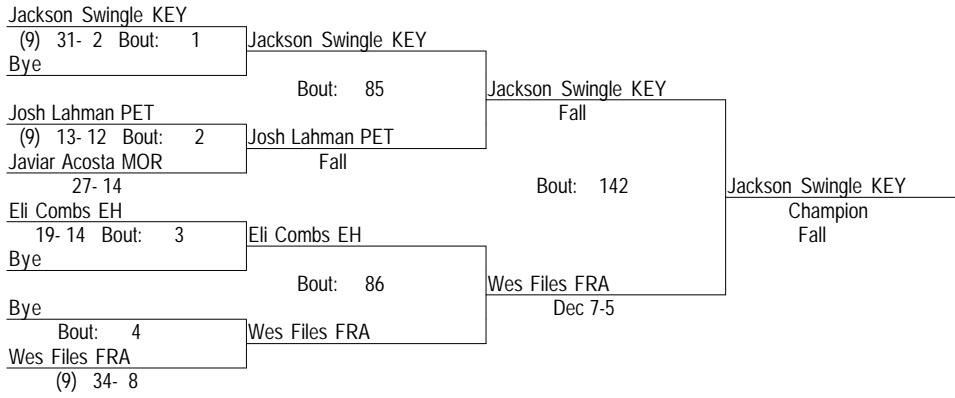 Jackson Swingle KEY
(9) 31- 2 Bout: 1
Jackson Swingle KEY
Bye
Bout: 85
Jackson Swingle KEY
Josh Lahman PET
Fall
(9) 13- 12 Bout: 2
Josh Lahman PET
Javiar Acosta MOR
Fall
27- 14
Bout: 142
Jackson Swingle KEY
Eli Combs EH
Champion
19- 14 Bout: 3
Eli Combs EH
Fall
Bye
Bout: 86
Wes Files FRA
Bye
Dec 7-5
Bout: 4
Wes Files FRA
Wes Files FRA
(9) 34- 8